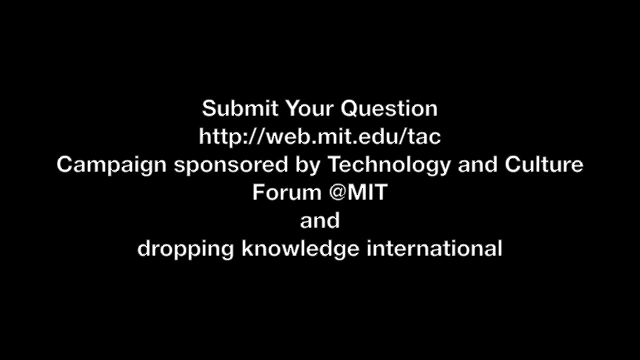 Submit Your Question
http://web.mit.edu/tac
Campaign sponsored by Technology and Culture
Forum @MIT
and
dropping knowledge international